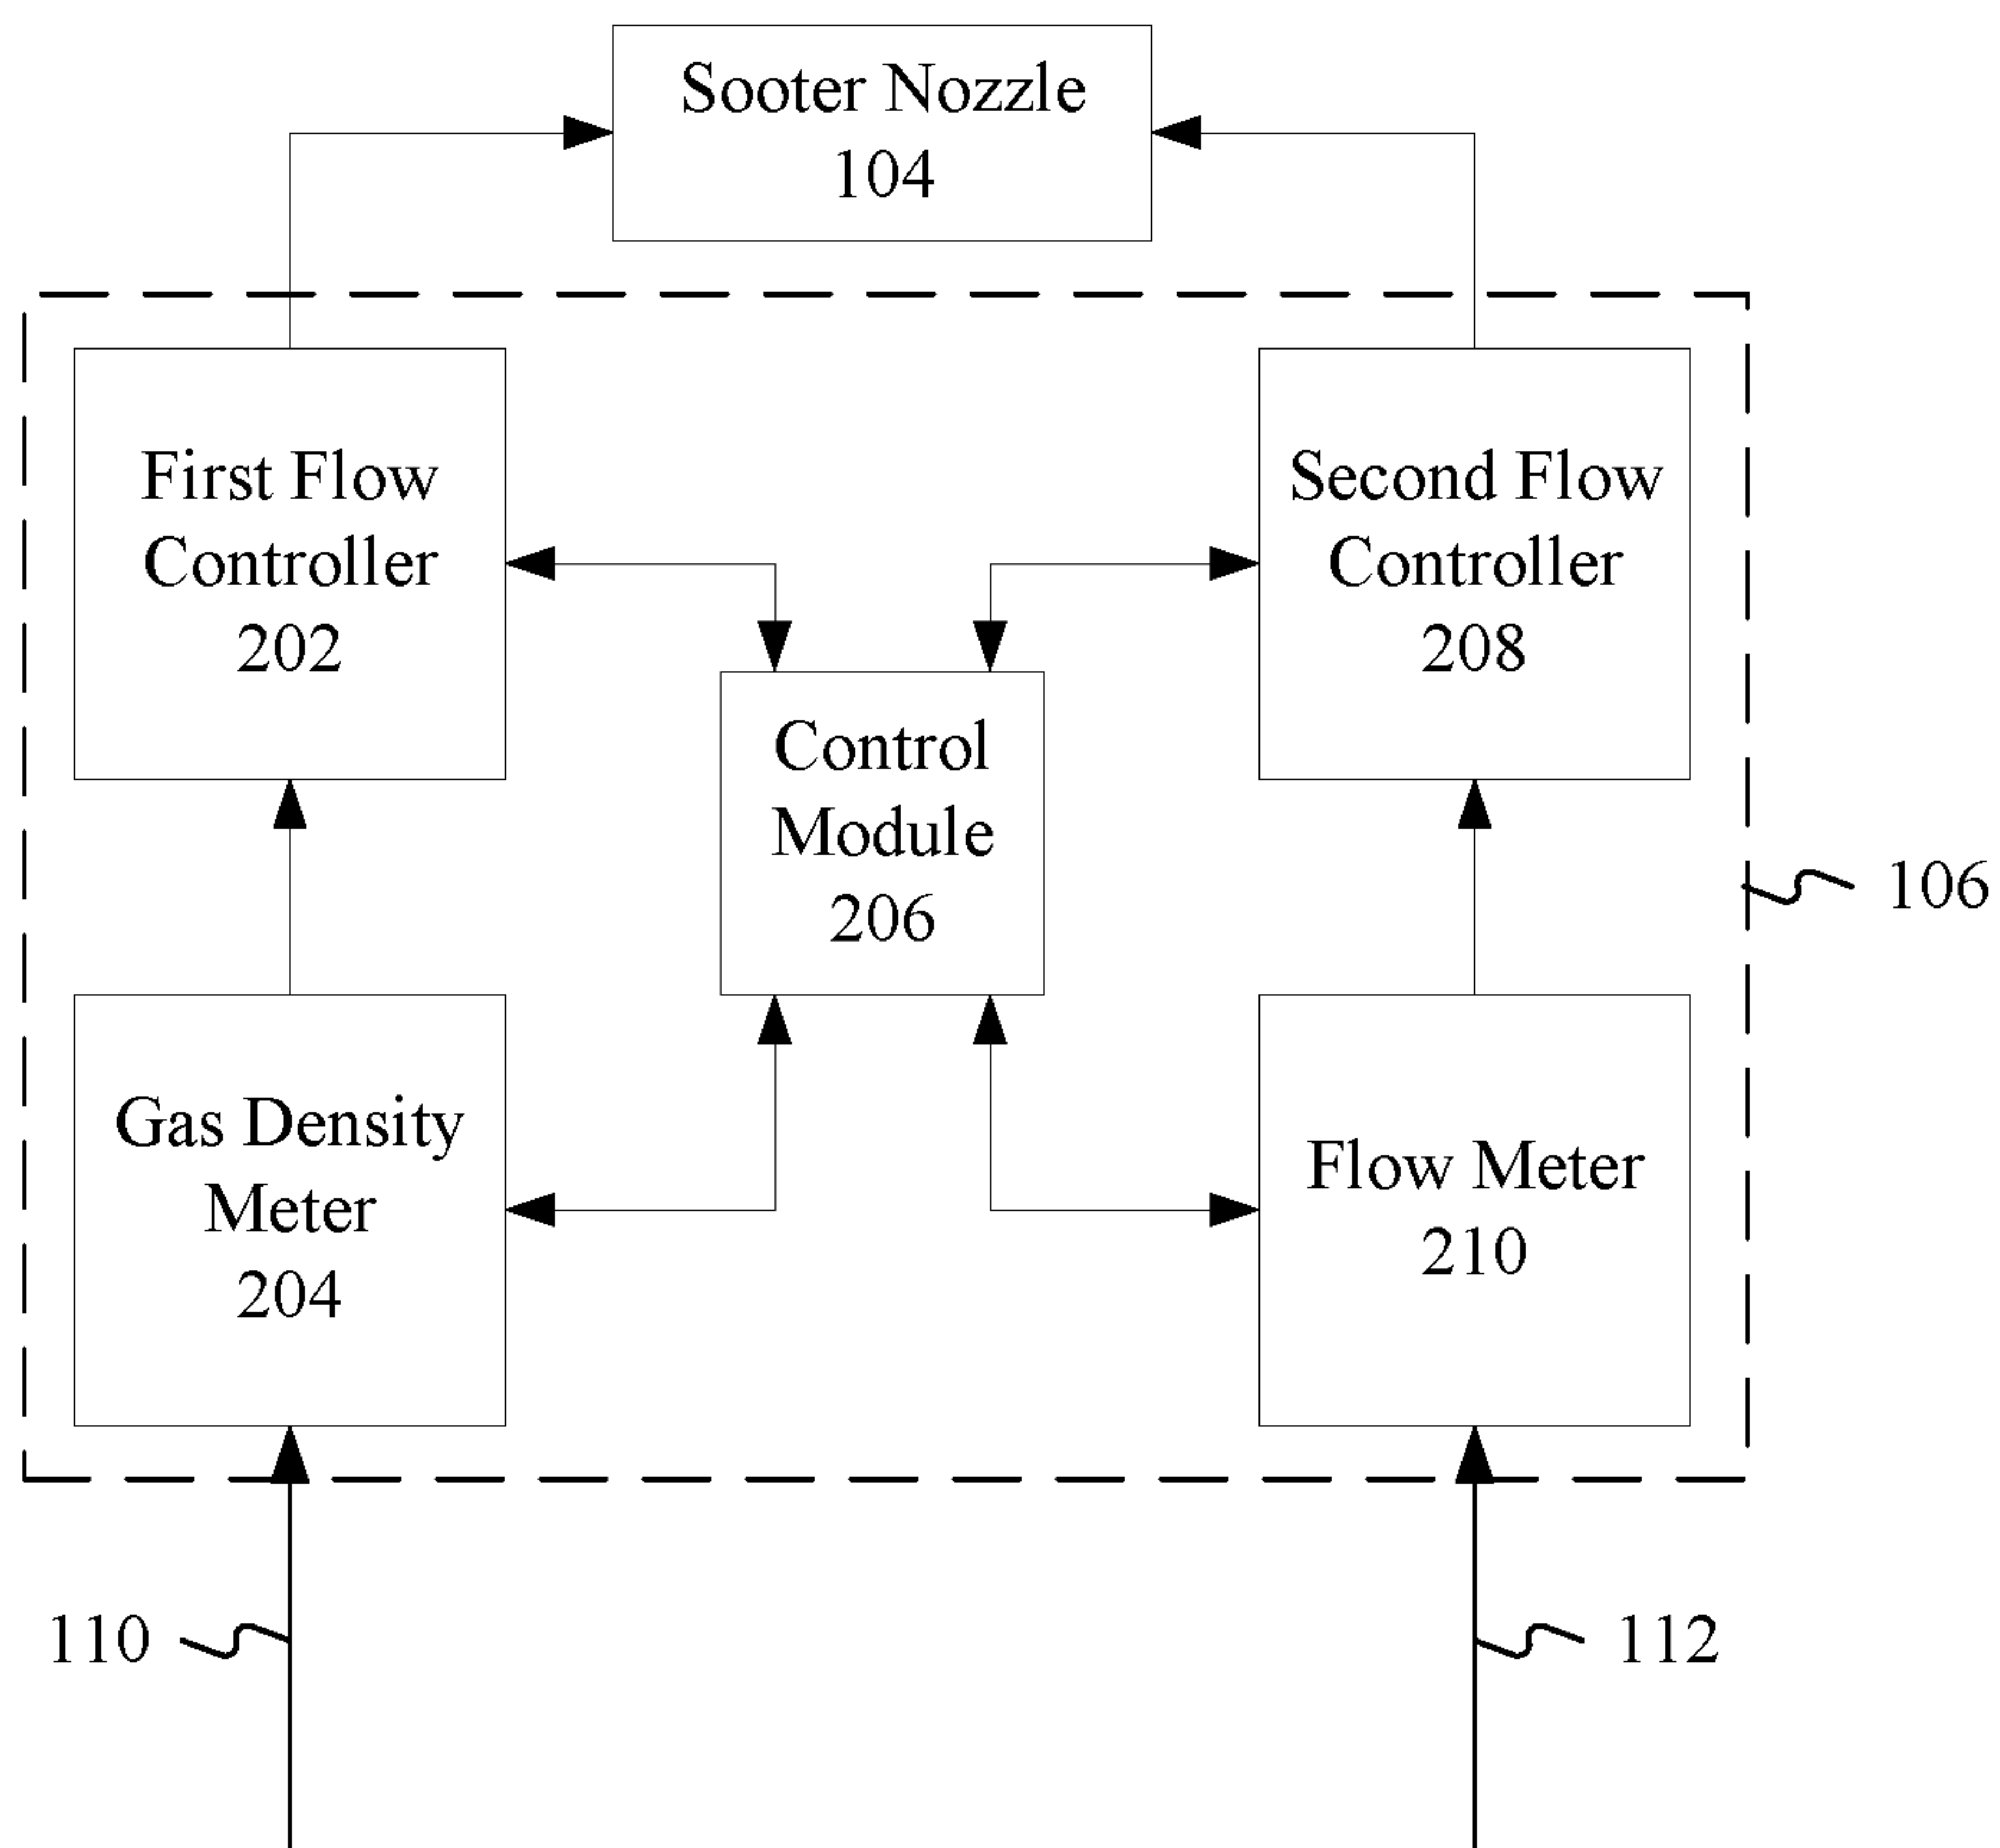 Sooter Nozzle
104
First Flow
Controller
202
Second Flow
Controller
208
Control
Module
206
106
Gas Density
Meter
204
Flow Meter
210
110
112